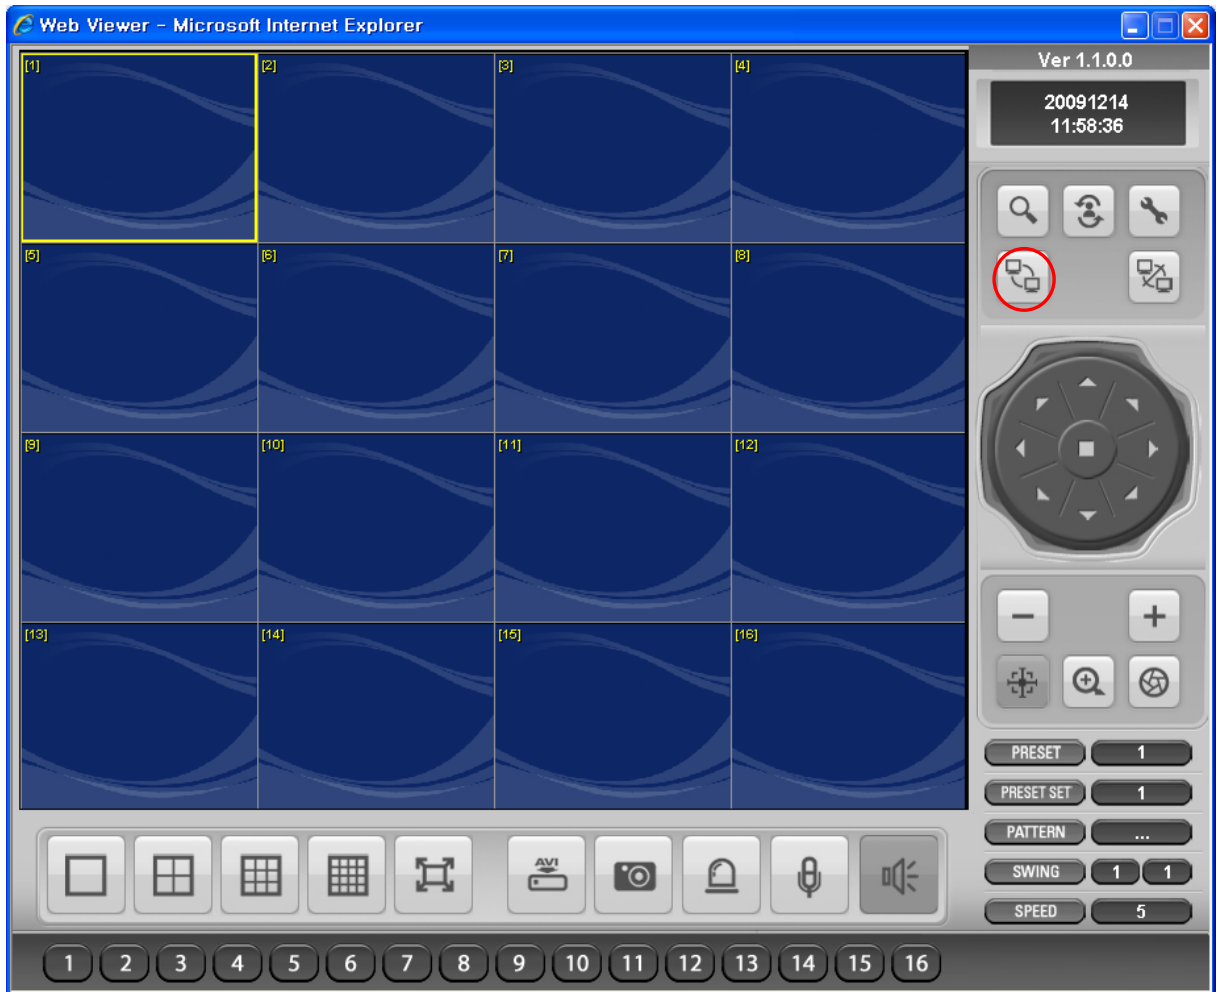 Web Viewer - Microsoft Internet Explorer
Ver 1.1.0.0
20091214
11:58:36
[1] [2] [3] [4]
[5] [6] [7] [8]
[9] [10] [11] [12]
[13] [14] [15] [16]
PRESET 1
PRESET SET 1
PATTERN ...
SWING 1 1
SPEED 5
AVI
1 2 3 4 5 6 7 8 9 10 11 12 13 14 15 16